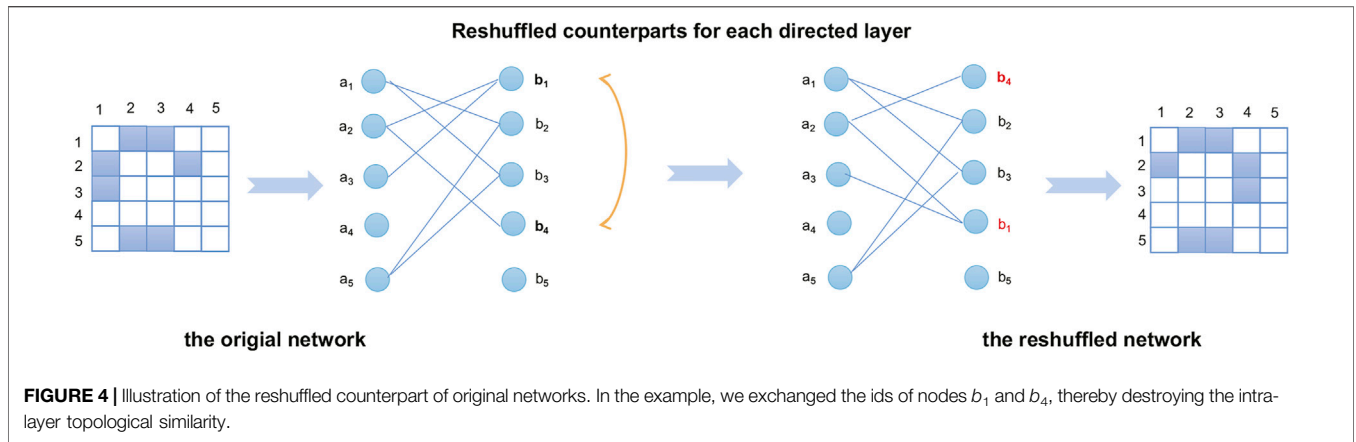 Reshuffled counterparts for each directed layer
1 2 3 4 5
1
2
3
4
5
a1
a2
a3
a4
a5
b1
b2
b3
b4
b5
a1
a2
a3
a4
a5
b4
b2
b3
b1
b5
1 2 3 4 5
1
2
3
4
5
the origial network
the reshuffled network
FIGURE 4 | Illustration of the reshuffled counterpart of original networks. In the example, we exchanged the ids of nodes b1 and b4, thereby destroying the intra-
layer topological similarity.